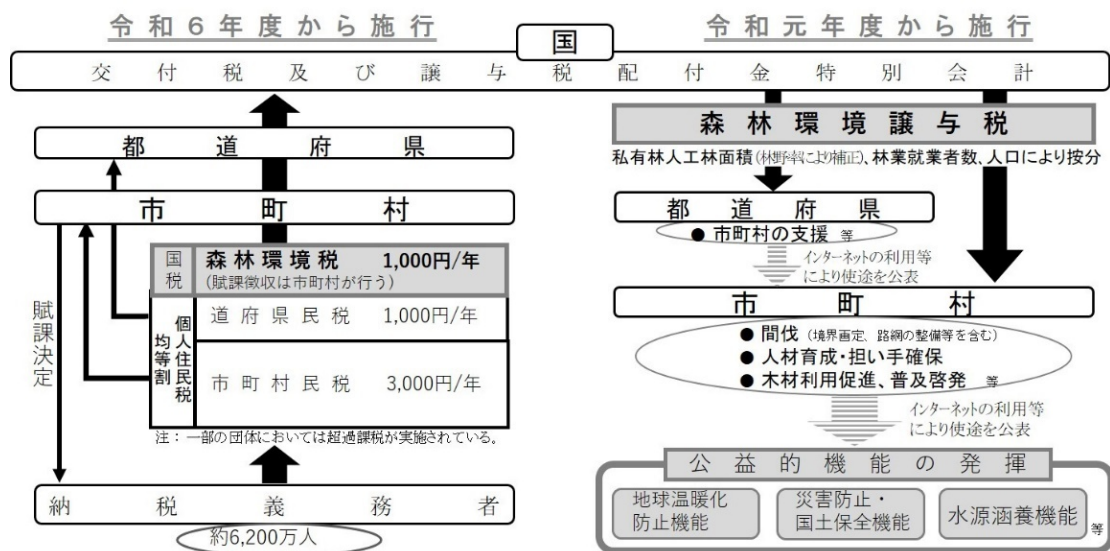 令和６年度から施行
国
令和元年度から施行
交付税及び譲与税配付金特別会計
都道府県
市町村
国税
森林環境税 1,000円/年
(賦課徴収は市町村が行う)
個人住民税
均等割
道府県民税 1,000円/年
市町村民税 3,000円/年
賦課決定
注：一部の団体においては超過課税が実施されている。
納税義務者
約6,200万人
森林環境譲与税
私有林人工林面積(林野率により補正)、林業就業者数、人口により按分
都道府県
● 市町村の支援 等
インターネットの利用等
により使途を公表
市町村
● 間伐（境界画定、路網の整備等を含む）
● 人材育成・担い手確保
● 木材利用促進、普及啓発 等
インターネットの利用等
により使途を公表
公益的機能の発揮
地球温暖化
防止機能
災害防止・
国土保全機能
水源涵養機能
等